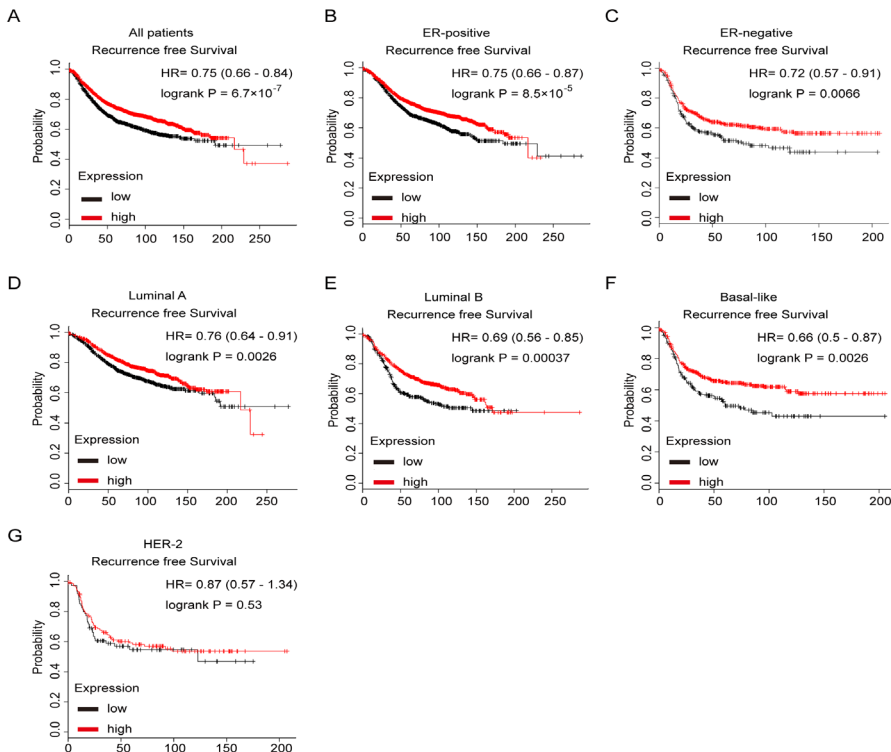 A
All patients
Recurrence free Survival
HR= 0.75 (0.66 - 0.84)
logrank P = 6.7×10⁻⁷
Probability
1.0
0.8
0.6
0.4
0.2
0.0
Expression
low
high
0 50 100 150 200 250
B
ER-positive
Recurrence free Survival
HR= 0.75 (0.66 - 0.87)
logrank P = 8.5×10⁻⁵
Probability
1.0
0.8
0.6
0.4
0.2
0.0
Expression
low
high
0 50 100 150 200 250
C
ER-negative
Recurrence free Survival
HR= 0.72 (0.57 - 0.91)
logrank P = 0.0066
Probability
1.0
0.8
0.6
0.4
0.2
0.0
Expression
low
high
0 50 100 150 200
D
Luminal A
Recurrence free Survival
HR= 0.76 (0.64 - 0.91)
logrank P = 0.0026
Probability
1.0
0.8
0.6
0.4
0.2
0.0
Expression
low
high
0 50 100 150 200 250
E
Luminal B
Recurrence free Survival
HR= 0.69 (0.56 - 0.85)
logrank P = 0.00037
Probability
1.0
0.8
0.6
0.4
0.2
0.0
Expression
low
high
0 50 100 150 200 250
F
Basal-like
Recurrence free Survival
HR= 0.66 (0.5 - 0.87)
logrank P = 0.0026
Probability
1.0
0.8
0.6
0.4
0.2
0.0
Expression
low
high
0 50 100 150 200
G
HER-2
Recurrence free Survival
HR= 0.87 (0.57 - 1.34)
logrank P = 0.53
Probability
1.0
0.8
0.6
0.4
0.2
0.0
Expression
low
high
0 50 100 150 200